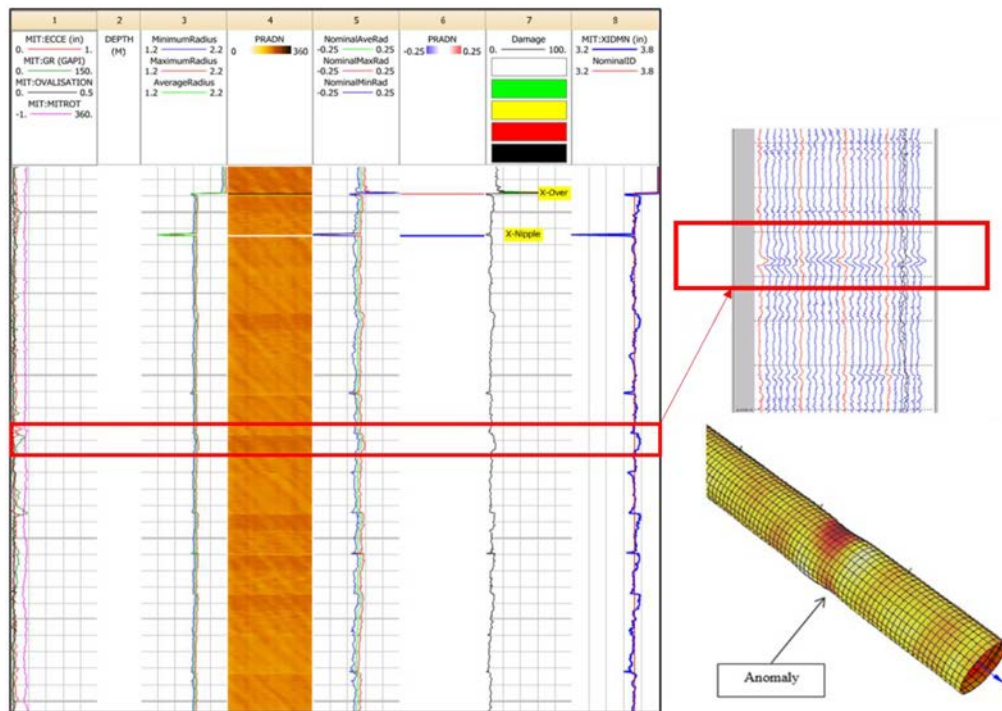 1 2 3 4 5 6 7 8
MIT:ECCE (in)
0. 1.
MIT:GR (GAPI)
0. 150.
MIT:OVALISATION
0. 0.5
MIT:MITROT
-1. 360.
DEPTH
(M)
MinimumRadius
1.2 2.2
MaximumRadius
1.2 2.2
AverageRadius
1.2 2.2
PRADN
0 360
NominalAveRad
-0.25 0.25
NominalMaxRad
-0.25 0.25
NominalMinRad
-0.25 0.25
PRADN
-0.25 0.25
Damage
0. 100.
MIT:XIDMN (in)
3.2 3.8
NominalID
3.2 3.8
X-Over
X-Nipple
Anomaly